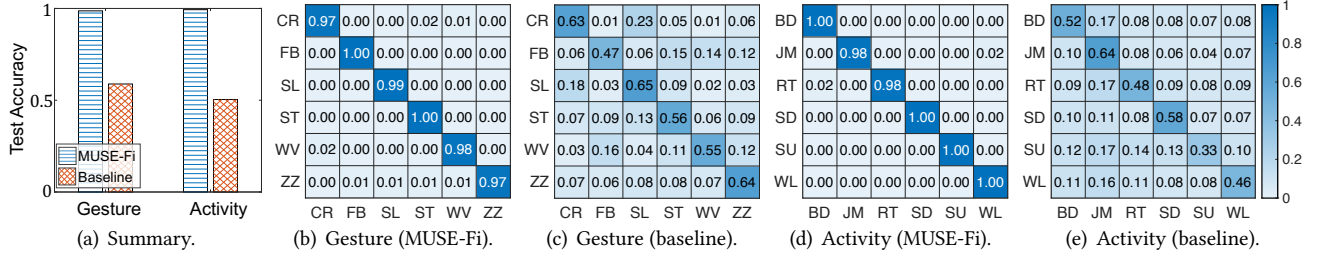 Test Accuracy
1
0.5
0
MUSE-Fi
Baseline
Gesture Activity
(a) Summary.
CR 0.97 0.00 0.00 0.02 0.01 0.00
FB 0.00 1.00 0.00 0.00 0.00 0.00
SL 0.00 0.00 0.99 0.00 0.00 0.00
ST 0.00 0.00 0.00 1.00 0.00 0.00
WV 0.02 0.00 0.00 0.00 0.98 0.00
ZZ 0.00 0.01 0.01 0.01 0.01 0.97
CR FB SL ST WV ZZ
(b) Gesture (MUSE-Fi).
CR 0.63 0.01 0.23 0.05 0.01 0.06
FB 0.06 0.47 0.06 0.15 0.14 0.12
SL 0.18 0.03 0.65 0.09 0.02 0.03
ST 0.07 0.09 0.13 0.56 0.06 0.09
WV 0.03 0.16 0.04 0.11 0.55 0.12
ZZ 0.07 0.06 0.08 0.08 0.07 0.64
CR FB SL ST WV ZZ
(c) Gesture (baseline).
BD 1.00 0.00 0.00 0.00 0.00 0.00
JM 0.00 0.98 0.00 0.00 0.00 0.02
RT 0.02 0.00 0.98 0.00 0.00 0.00
SD 0.00 0.00 0.00 1.00 0.00 0.00
SU 0.00 0.00 0.00 0.00 1.00 0.00
WL 0.00 0.00 0.00 0.00 0.00 1.00
BD JM RT SD SU WL
(d) Activity (MUSE-Fi).
BD 0.52 0.17 0.08 0.08 0.07 0.08
JM 0.10 0.64 0.08 0.06 0.04 0.07
RT 0.09 0.17 0.48 0.09 0.08 0.09
SD 0.10 0.11 0.08 0.58 0.07 0.07
SU 0.12 0.17 0.14 0.13 0.33 0.10
WL 0.11 0.16 0.11 0.08 0.08 0.46
BD JM RT SD SU WL
1
0.8
0.6
0.4
0.2
0
(e) Activity (baseline).